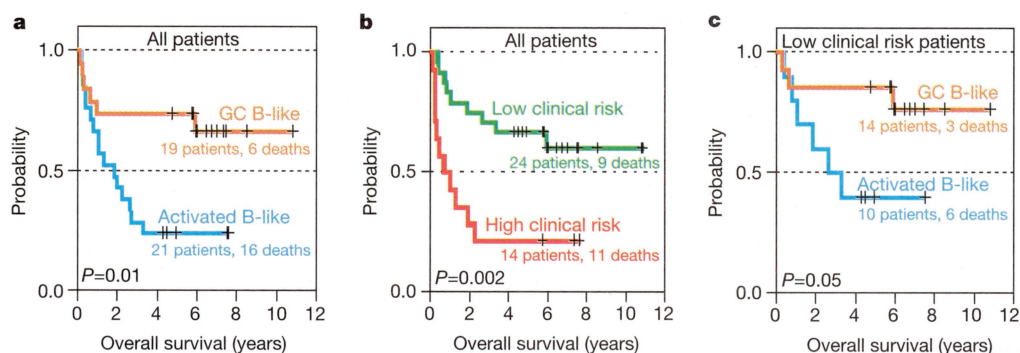 a
All patients
1.0
0.5
0.0
Probability
GC B-like
19 patients, 6 deaths
Activated B-like
21 patients, 16 deaths
P=0.01
0 2 4 6 8 10 12
Overall survival (years)
b
All patients
1.0
0.5
0.0
Probability
Low clinical risk
24 patients, 9 deaths
High clinical risk
14 patients, 11 deaths
P=0.002
0 2 4 6 8 10 12
Overall survival (years)
c
Low clinical risk patients
1.0
0.5
0.0
Probability
GC B-like
14 patients, 3 deaths
Activated B-like
10 patients, 6 deaths
P=0.05
0 2 4 6 8 10 12
Overall survival (years)